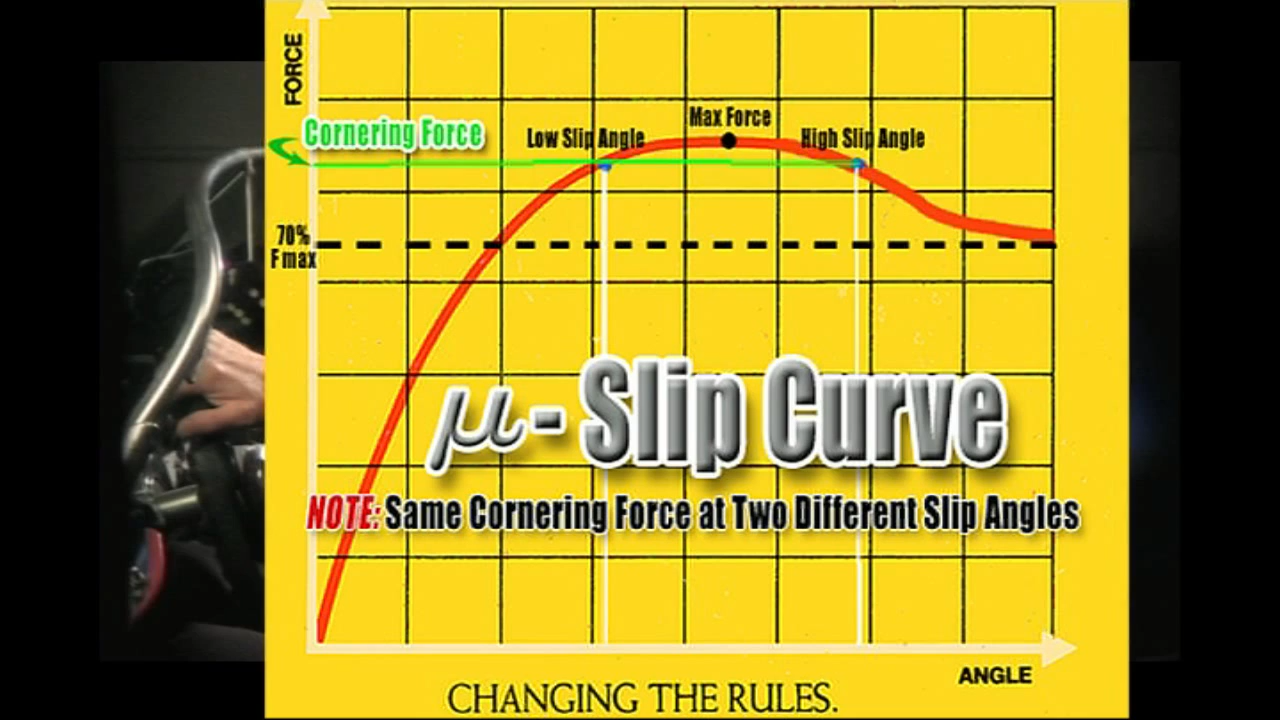 FORCE
Max Force
Cornering Force
Low Slip Angle
High Slip Angle
70%
Fmax
μ- Slip Curve
NOTE: Same Cornering Force at Two Different Slip Angles
ANGLE
CHANGING THE RULES.